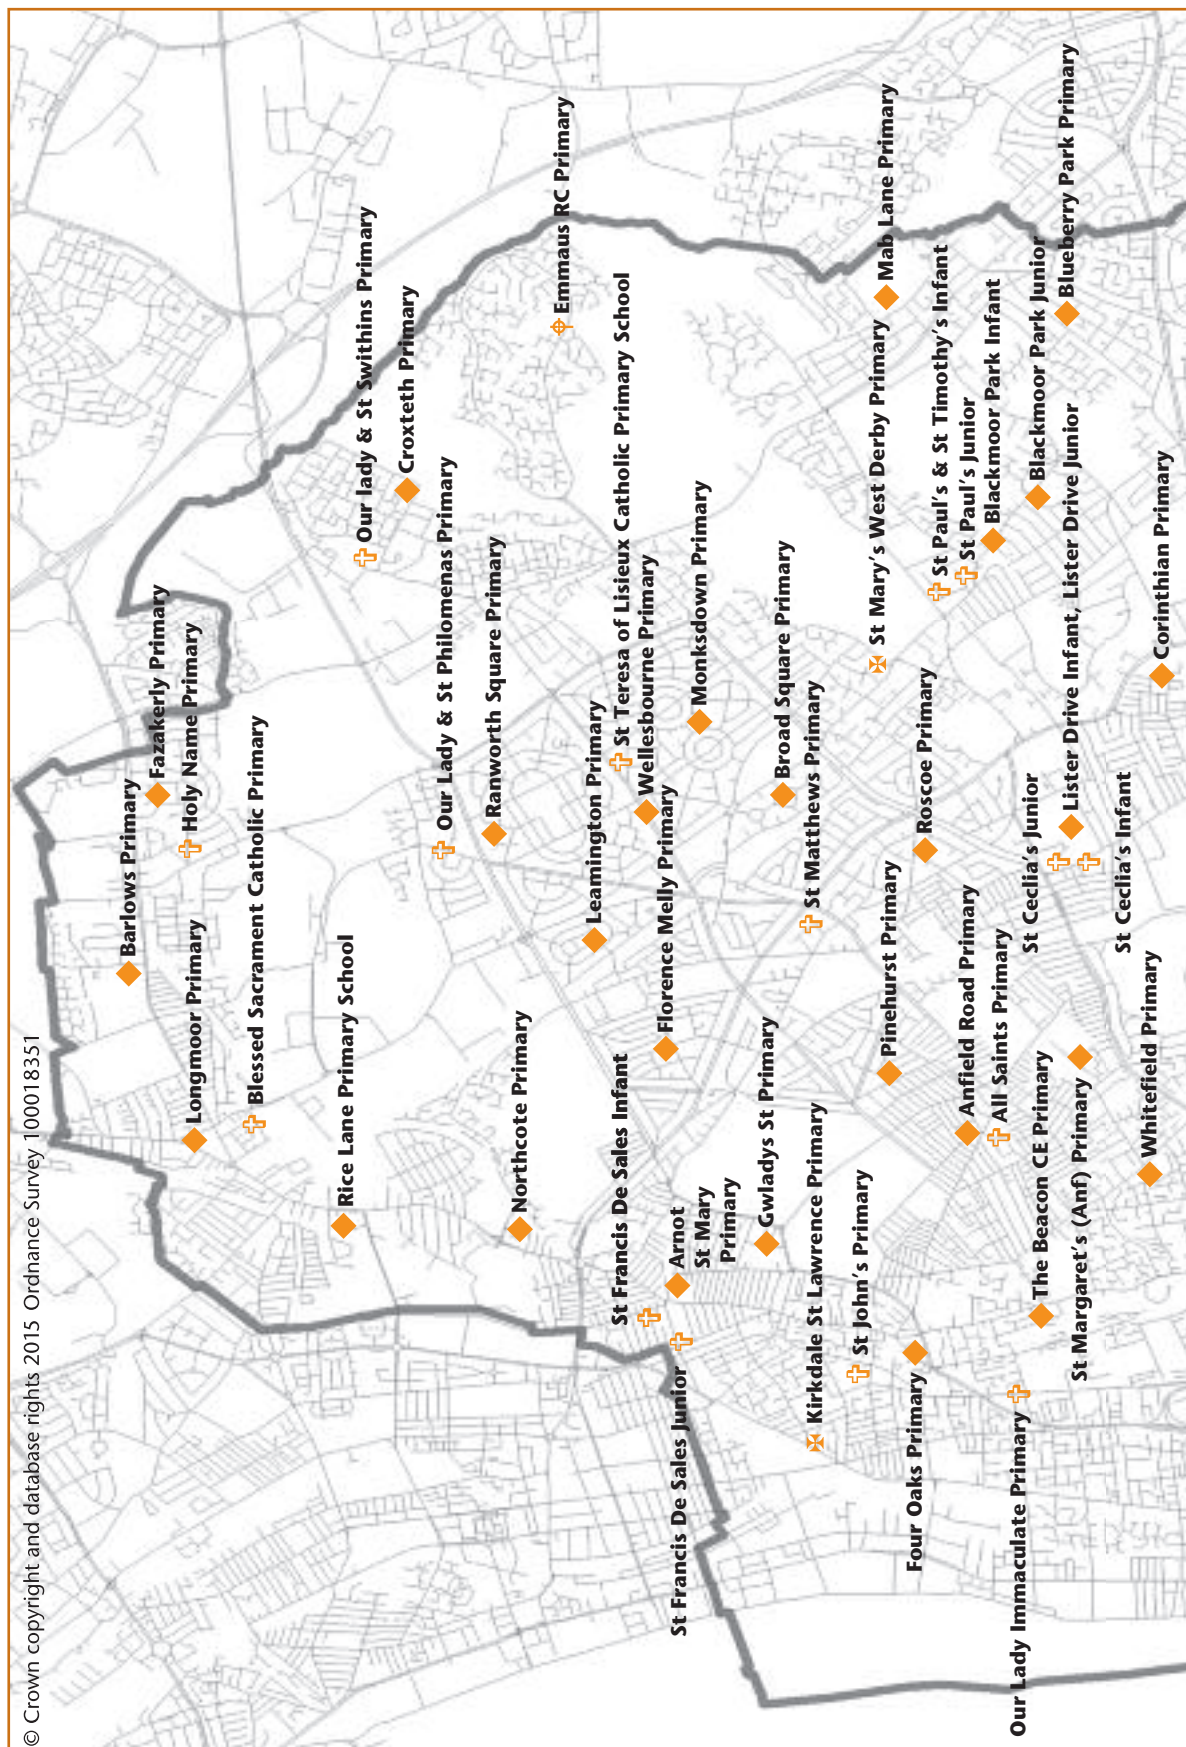 © Crown copyright and database rights 2015 Ordnance Survey 100018351
Barlows Primary
Fazakerly Primary
Holy Name Primary
Longmoor Primary
Blessed Sacrament Catholic Primary
Rice Lane Primary School
Our lady & St Swithins Primary
Croxteth Primary
Our Lady & St Philomenas Primary
Ranworth Square Primary
Northcote Primary
Emmaus RC Primary
Leamington Primary
St Teresa of Lisieux Catholic Primary School
Wellesbourne Primary
St Francis De Sales Infant
Florence Melly Primary
St Francis De Sales Junior
Arnot
St Mary
Primary
Monksdown Primary
Gwladys St Primary
Broad Square Primary
St Matthews Primary
Kirkdale St Lawrence Primary
St John's Primary
St Mary's West Derby Primary
Mab Lane Primary
Pinehurst Primary
Roscoe Primary
Four Oaks Primary
St Paul's & St Timothy's Infant
St Paul's Junior
Blackmoor Park Infant
Anfield Road Primary
All Saints Primary
Our Lady Immaculate Primary
Blackmoor Park Junior
Blueberry Park Primary
St Ceclia's Junior
Lister Drive Infant, Lister Drive Junior
The Beacon CE Primary
St Margaret's (Anf) Primary
St Ceclia's Infant
Whitefield Primary
Corinthian Primary